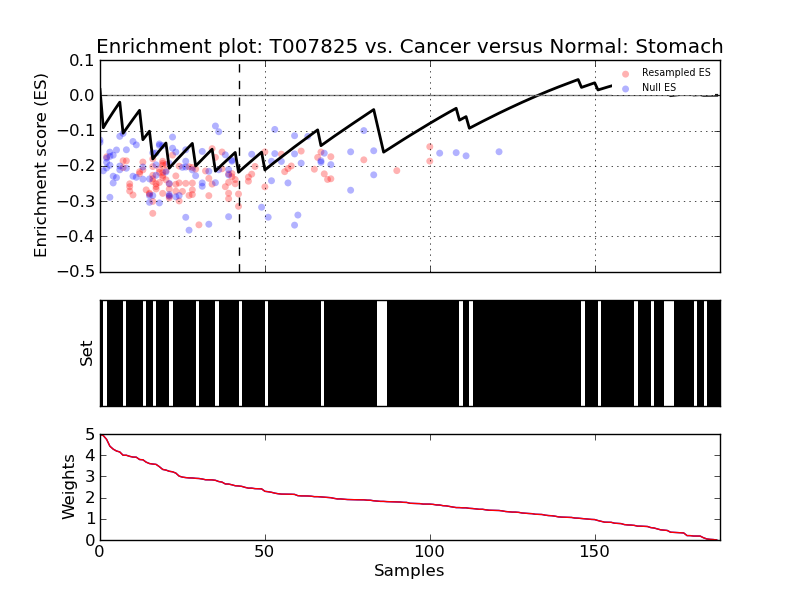 Enrichment plot: T007825 vs. Cancer versus Normal: Stomach
0.1
0.0
−0.1
−0.2
−0.3
−0.4
−0.5
Enrichment score (ES)
Resampled ES
Null ES
Set
5
4
3
2
1
0
Weights
0 50 100 150
Samples